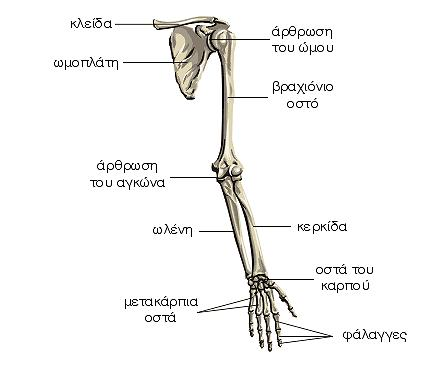 κλείδα
ωμοπλάτη
άρθρωση
του ώμου
βραχιόνιο
οστό
άρθρωση
του αγκώνα
ωλένη
κερκίδα
οστά του
καρπού
μετακάρπια
οστά
φάλαγγες